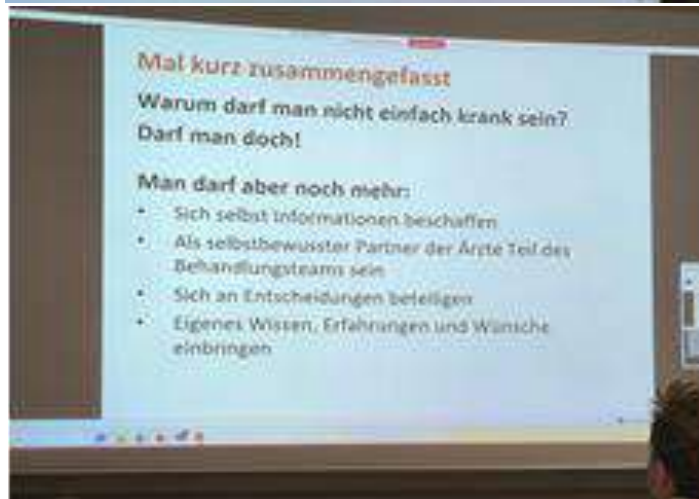 Mal kurz zusammengefasst
Warum darf man nicht einfach krank sein?
Darf man doch!
Man darf aber noch mehr:
• Sich selbst Informationen beschaffen
• Als selbstbewusster Partner der Ärzte Teil des
Behandlungsteams sein
• Sich an Entscheidungen beteiligen
• Eigenes Wissen, Erfahrungen und Wünsche
einbringen